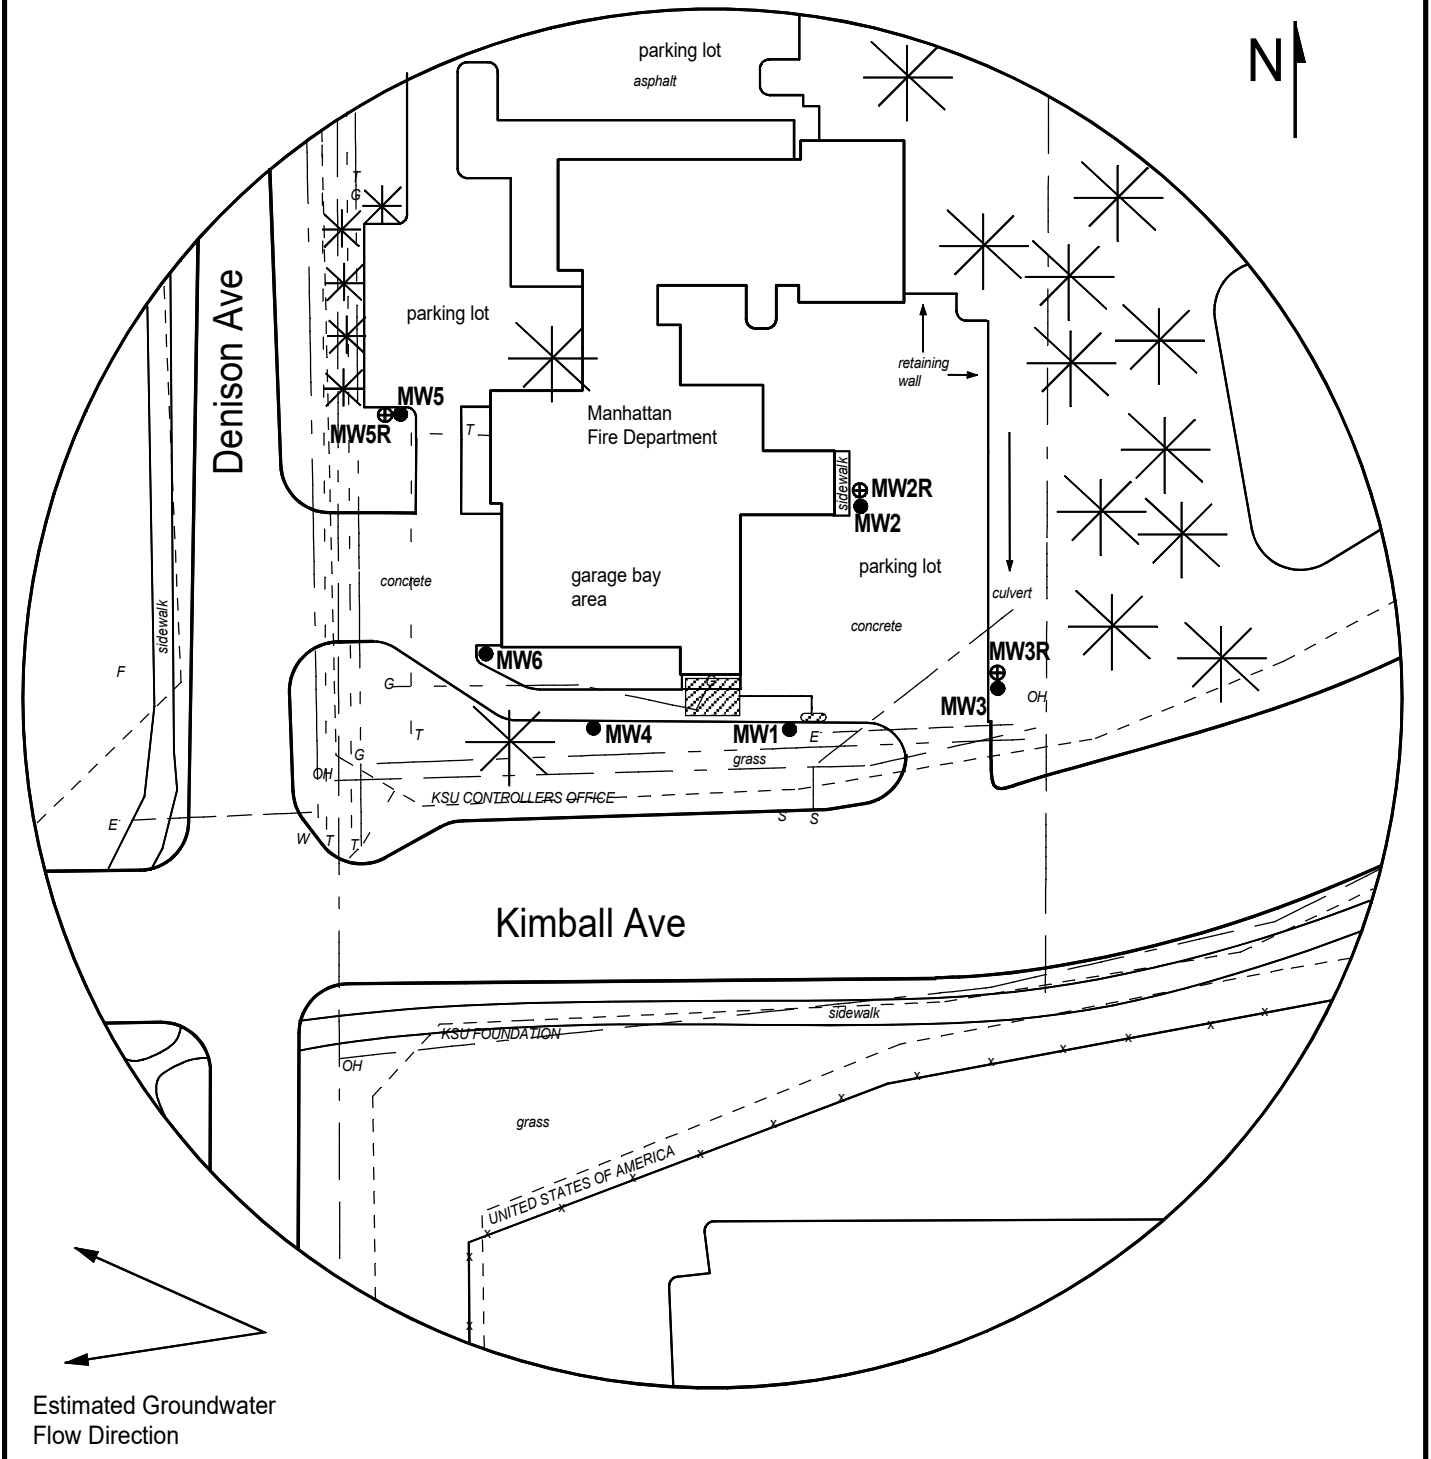 parking lot
asphalt
N
T
G
Denison Ave
parking lot
retaining
wall
MW5
MW5R
T
Manhattan
Fire Department
sidewalk
MW2R
MW2
parking lot
concrete
garage bay
area
culvert
concrete
sidewalk
F
MW6
MW3R
MW3
OH
G
G
T
MW4
MW1
E
grass
G
OH
KSU CONTROLLERS OFFICE
E
W
T
T
S
S
Kimball Ave
sidewalk
KSU FOUNDATION
OH
grass
UNITED STATES OF AMERICA
x
x
x
x
x
x
x
x
x
x
x
x
x
x
Estimated Groundwater
Flow Direction